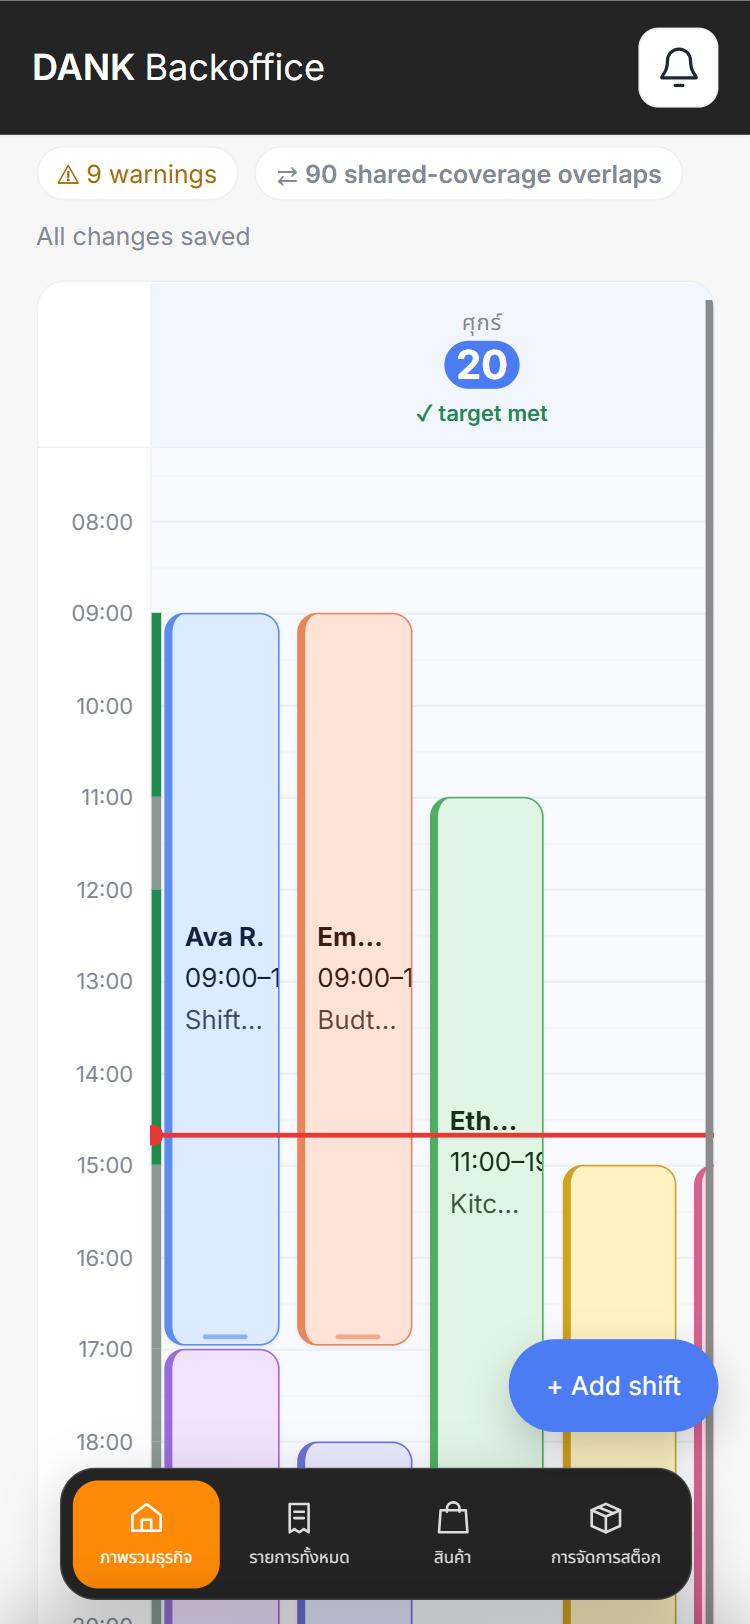 DANK Backoffice
⚠ 9 warnings
⇄ 90 shared-coverage overlaps
All changes saved
ศุกร์
20
✓ target met
08:00
09:00
10:00
11:00
12:00
Ava R.
Em...
13:00
09:00–1
09:00–1
Shift...
Budt...
14:00
Eth...
15:00
11:00–19
Kitc...
16:00
17:00
+ Add shift
18:00
ภาพรวมธุรกิจ
รายการทั้งหมด
สินค้า
การจัดการสต็อก
20:00